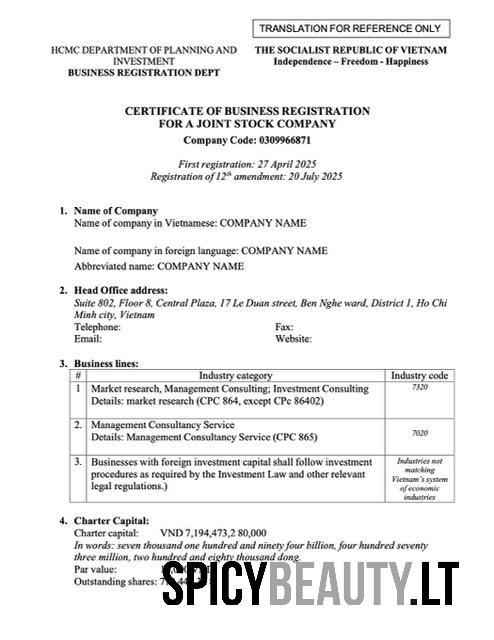 TRANSLATION FOR REFERENCE ONLY
HCMC DEPARTMENT OF PLANNING AND
INVESTMENT
BUSINESS REGISTRATION DEPT
THE SOCIALIST REPUBLIC OF VIETNAM
Independence – Freedom - Happiness
CERTIFICATE OF BUSINESS REGISTRATION
FOR A JOINT STOCK COMPANY
Company Code: 0309966871
First registration: 27 April 2025
Registration of 12th amendment: 20 July 2025
1. Name of Company
Name of company in Vietnamese: COMPANY NAME
Name of company in foreign language: COMPANY NAME
Abbreviated name: COMPANY NAME
2. Head Office address:
Suite 802, Floor 8, Central Plaza, 17 Le Duan street, Ben Nghe ward, District 1, Ho Chi
Minh city, Vietnam
Telephone: Fax:
Email: Website:
3. Business lines:
# Industry category Industry code
1 Market research, Management Consulting; Investment Consulting 7320
Details: market research (CPC 864, except CPc 86402)
2. Management Consultancy Service
Details: Management Consultancy Service (CPC 865) 7020
3. Businesses with foreign investment capital shall follow investment
procedures as required by the Investment Law and other relevant
legal regulations.)
Industries not
matching
Vietnam's system
of economic
industries
4. Charter Capital:
Charter capital: VND 7,194,473,2 80,000
In words: seven thousand one hundred and ninety four billion, four hundred seventy
three million, two hundred and eighty thousand dong.
Par value:
Outstanding shares:
SPICYBEAUTY.LT